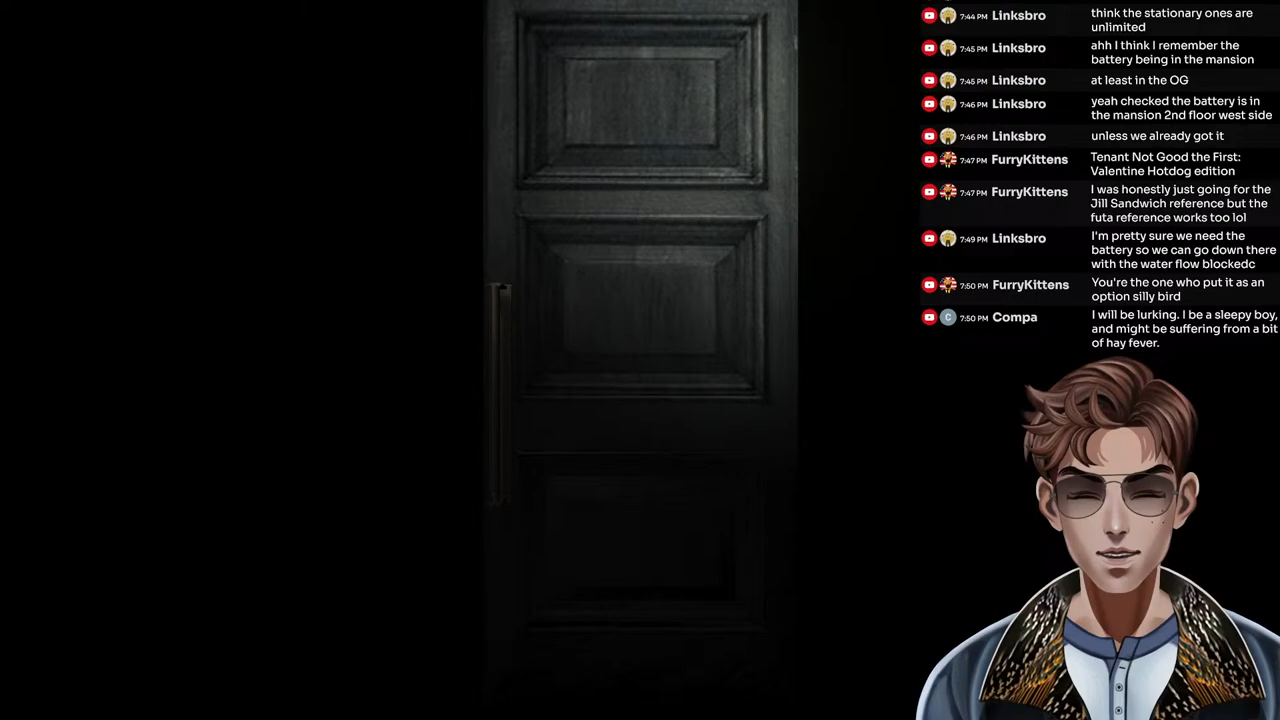 7:44 PM Linksbro think the stationary ones are
unlimited
7:45 PM Linksbro ahh I think I remember the
battery being in the mansion
7:45 PM Linksbro at least in the OG
7:46 PM Linksbro yeah checked the battery is in
the mansion 2nd floor west side
7:46 PM Linksbro unless we already got it
7:47 PM FurryKittens Tenant Not Good the First:
Valentine Hotdog edition
7:47 PM FurryKittens I was honestly just going for the
Jill Sandwich reference but the
futa reference works too lol
7:49 PM Linksbro I'm pretty sure we need the
battery so we can go down there
with the water flow blockedc
7:50 PM FurryKittens You're the one who put it as an
option silly bird
C 7:50 PM Compa I will be lurking. I be a sleepy boy,
and might be suffering from a bit
of hay fever.